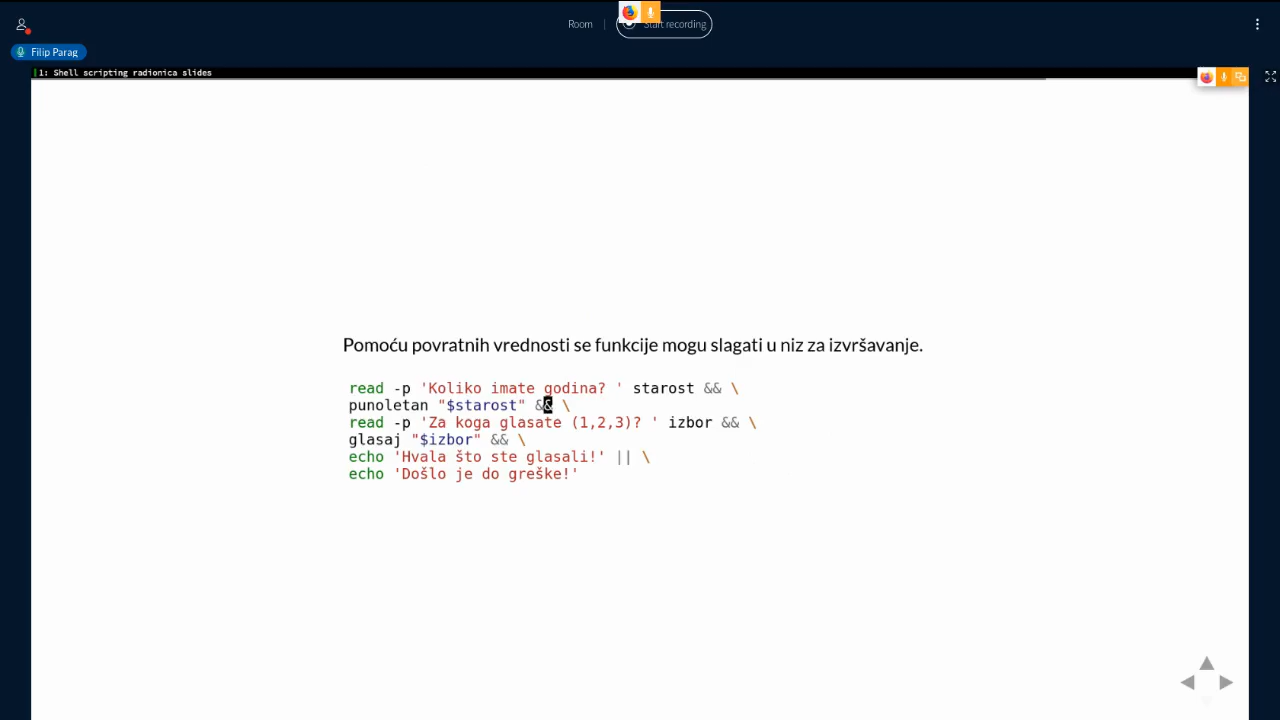 Room
Start recording
Filip Parag
1: Shell scripting radionica slides
Pomoću povratnih vrednosti se funkcije mogu slagati u niz za izvršavanje.
read -p 'Koliko imate godina? ' starost && \
punoletan "$starost" && \
read -p 'Za koga glasate (1,2,3)? ' izbor && \
glasaj "$izbor" && \
echo 'Hvala što ste glasali!' || \
echo 'Došlo je do greške!'